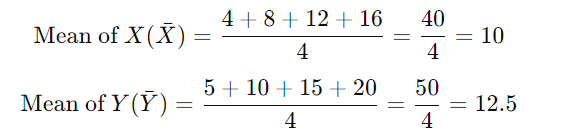 Mean of X(X̄) = 4 + 8 + 12 + 16 / 4 = 40 / 4 = 10
Mean of Y(Ȳ) = 5 + 10 + 15 + 20 / 4 = 50 / 4 = 12.5